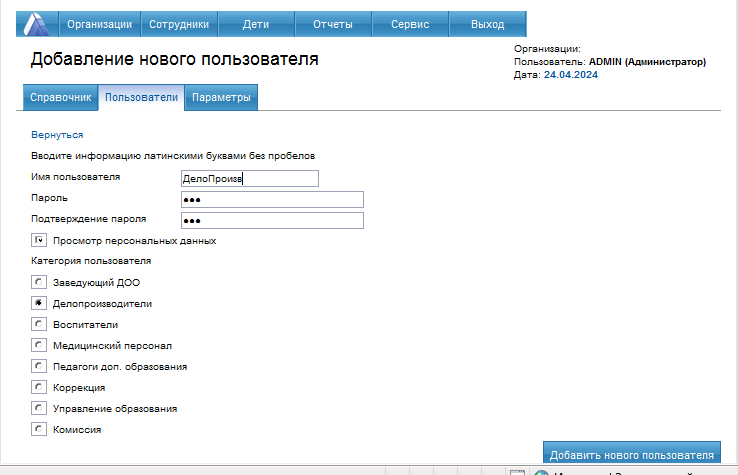 Организации Сотрудники Дети Отчеты Сервис Выход
Добавление нового пользователя
Организации:
Пользователь: ADMIN (Администратор)
Дата: 24.04.2024
Справочник Пользователи Параметры
Вернуться
Вводите информацию латинскими буквами без пробелов
Имя пользователя ДелоПроизв
Пароль ●●●
Подтверждение пароля ●●●
Просмотр персональных данных
Категория пользователя
Заведующий ДОО
Делопроизводители
Воспитатели
Медицинский персонал
Педагоги доп. образования
Коррекция
Управление образования
Комиссия
Добавить нового пользователя